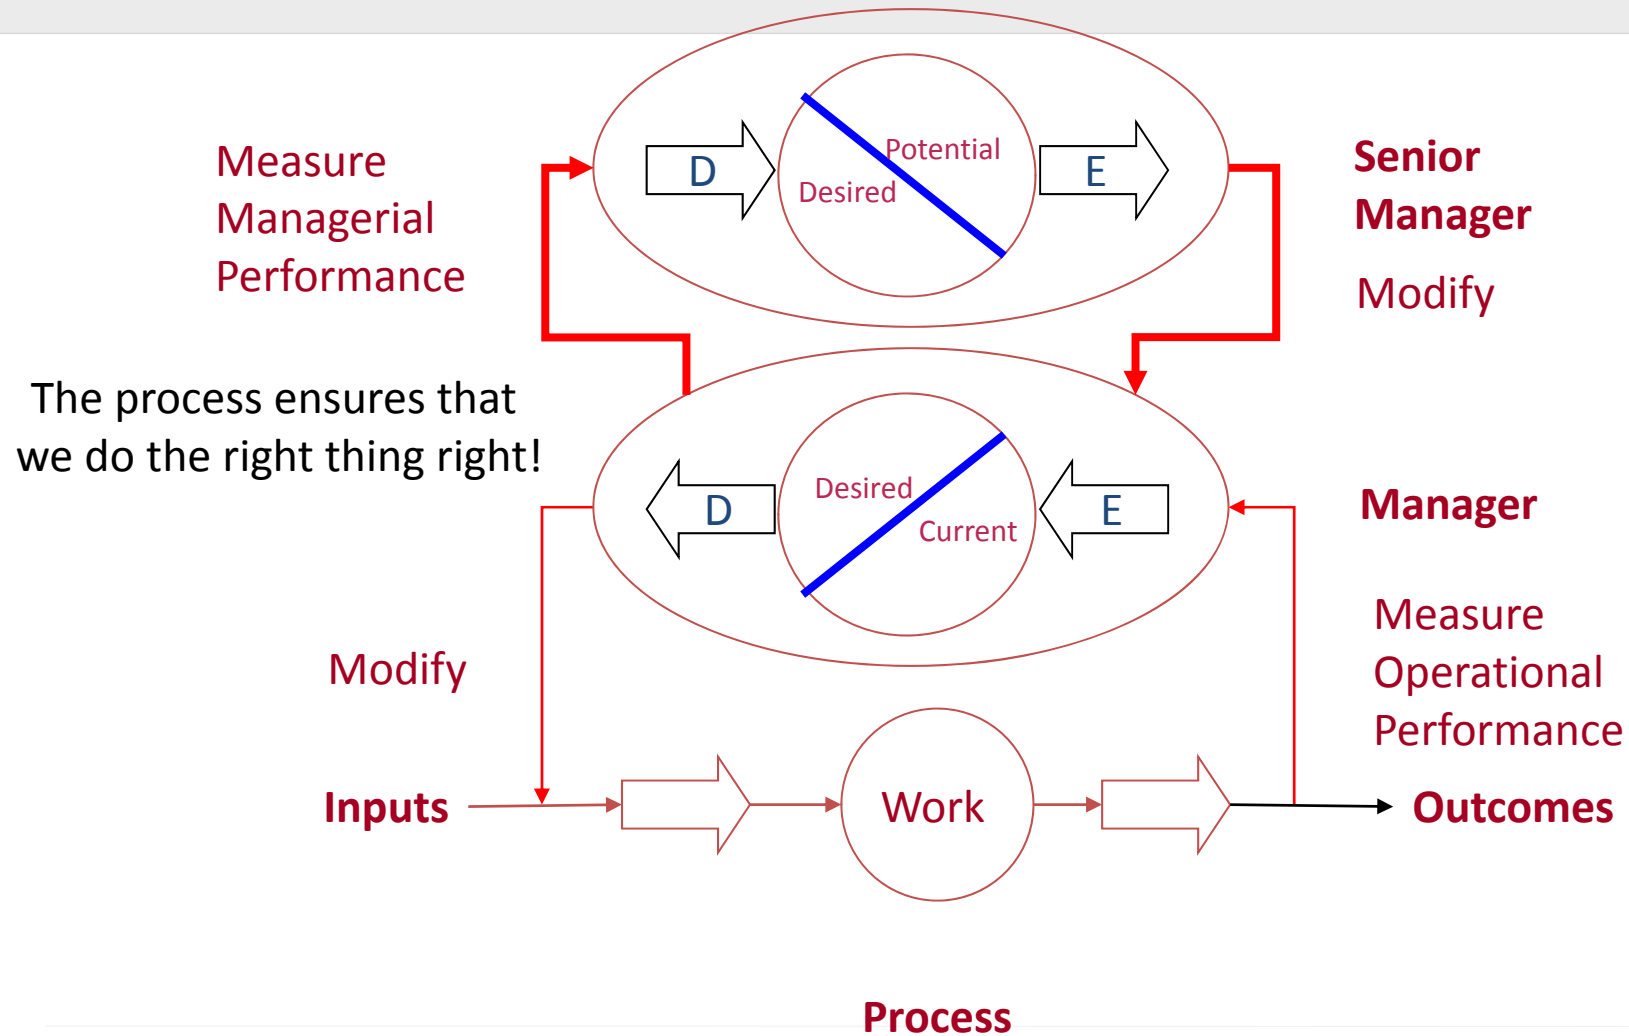 Measure
Managerial
Performance
D
Potential
Desired
E
Senior
Manager
Modify
The process ensures that
we do the right thing right!
D
Desired
Current
E
Manager
Modify
Measure
Operational
Performance
Inputs
Work
Outcomes
Process